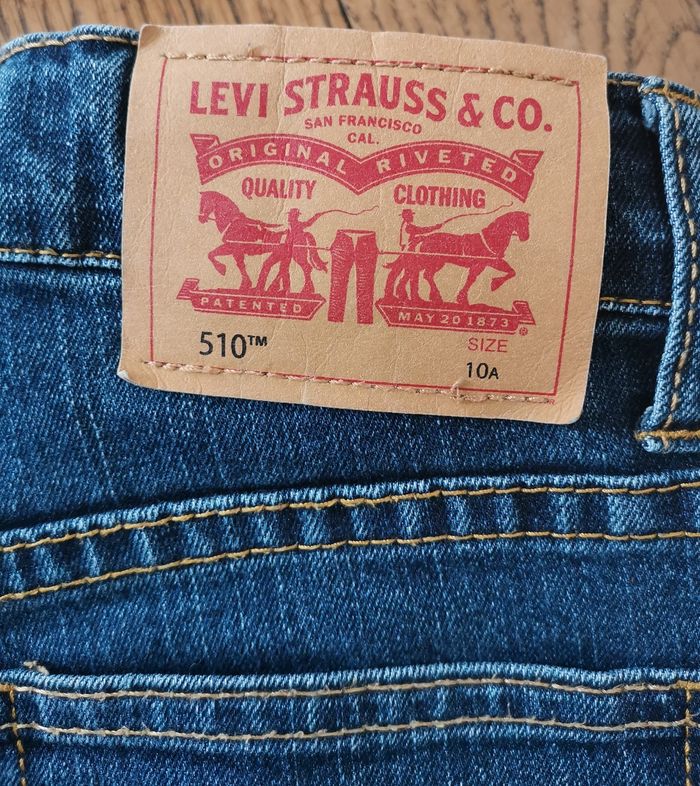 LEVI STRAUSS & CO.
SAN FRANCISCO
CAL.
ORIGINAL RIVETED
QUALITY CLOTHING
PATENTED MAY 20 1873 ®
510™ SIZE
10A